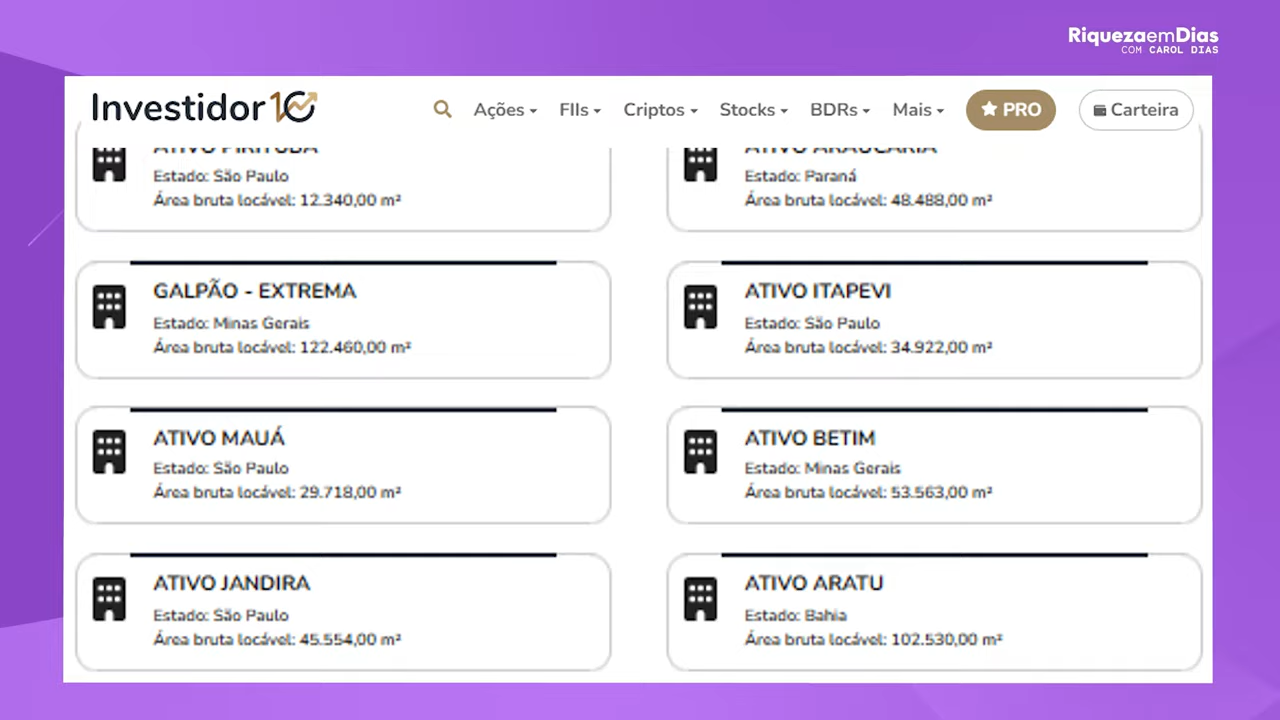 RiquezaemDias
COM CAROL DIAS
Investidor10
Ações
FIIs
Criptos
Stocks
BDRs
Mais
PRO
Carteira
ATIVO PIRITUBA
Estado: São Paulo
Área bruta locável: 12.340,00 m²
ATIVO ARAUCÁRIA
Estado: Paraná
Área bruta locável: 48.488,00 m²
GALPÃO - EXTREMA
Estado: Minas Gerais
Área bruta locável: 122.460,00 m²
ATIVO ITAPEVI
Estado: São Paulo
Área bruta locável: 34.922,00 m²
ATIVO MAUÁ
Estado: São Paulo
Área bruta locável: 29.718,00 m²
ATIVO BETIM
Estado: Minas Gerais
Área bruta locável: 53.563,00 m²
ATIVO JANDIRA
Estado: São Paulo
Área bruta locável: 45.554,00 m²
ATIVO ARATU
Estado: Bahia
Área bruta locável: 102.530,00 m²